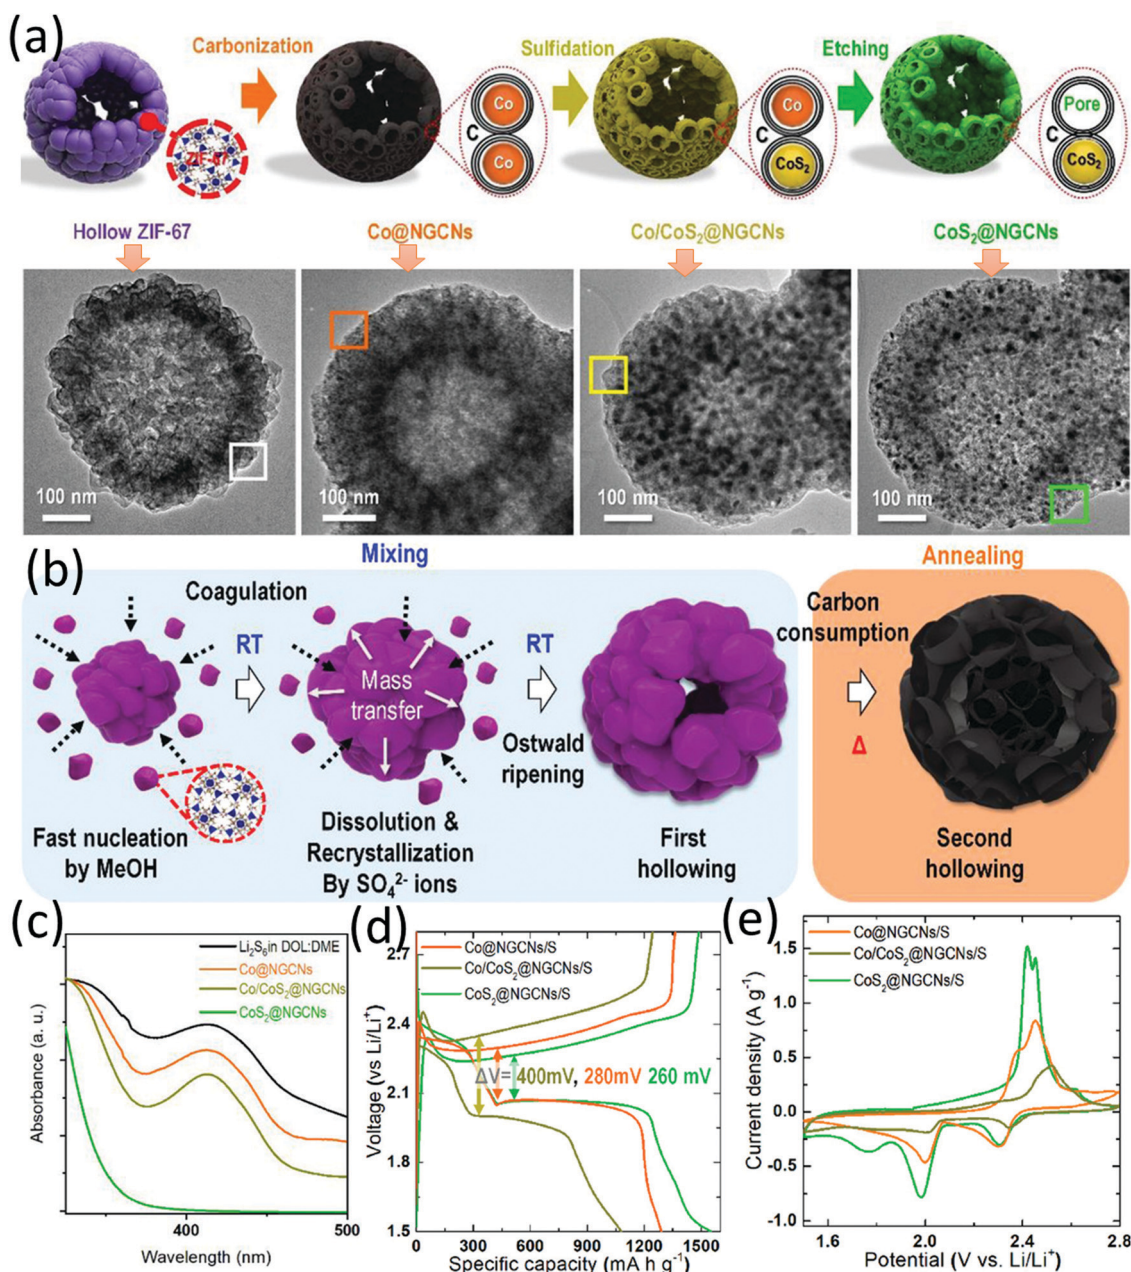 (a)
Carbonization
Sulfidation
Etching
ZIF-67
Co
C
Co
Co
C
CoS₂
Pore
C
CoS₂
Hollow ZIF-67
Co@NGCNs
Co/CoS₂@NGCNs
CoS₂@NGCNs
100 nm
100 nm
100 nm
100 nm
(b)
Mixing
Annealing
Coagulation
RT
Mass
transfer
RT
Ostwald
ripening
Carbon
consumption
Δ
Fast nucleation
by MeOH
Dissolution &
Recrystallization
By SO₄²⁻ ions
First
hollowing
Second
hollowing
(c)
Li₂S₆in DOL:DME
Co@NGCNs
Co/CoS₂@NGCNs
CoS₂@NGCNs
Absorbance (a. u.)
400
500
Wavelength (nm)
(d)
Co@NGCNs/S
Co/CoS₂@NGCNs/S
CoS₂@NGCNs/S
ΔV= 400mV, 280mV 260 mV
Voltage (vs Li/Li⁺)
2.7
2.4
2.1
1.8
1.5
0
300
600
900
1200
1500
Specific capacity (mA h g⁻¹)
(e)
Co@NGCNs/S
Co/CoS₂@NGCNs/S
CoS₂@NGCNs/S
Current density (A g⁻¹)
1.5
1.0
0.5
0.0
-0.5
-1.0
1.6
2.0
2.4
2.8
Potential (V vs. Li/Li⁺)